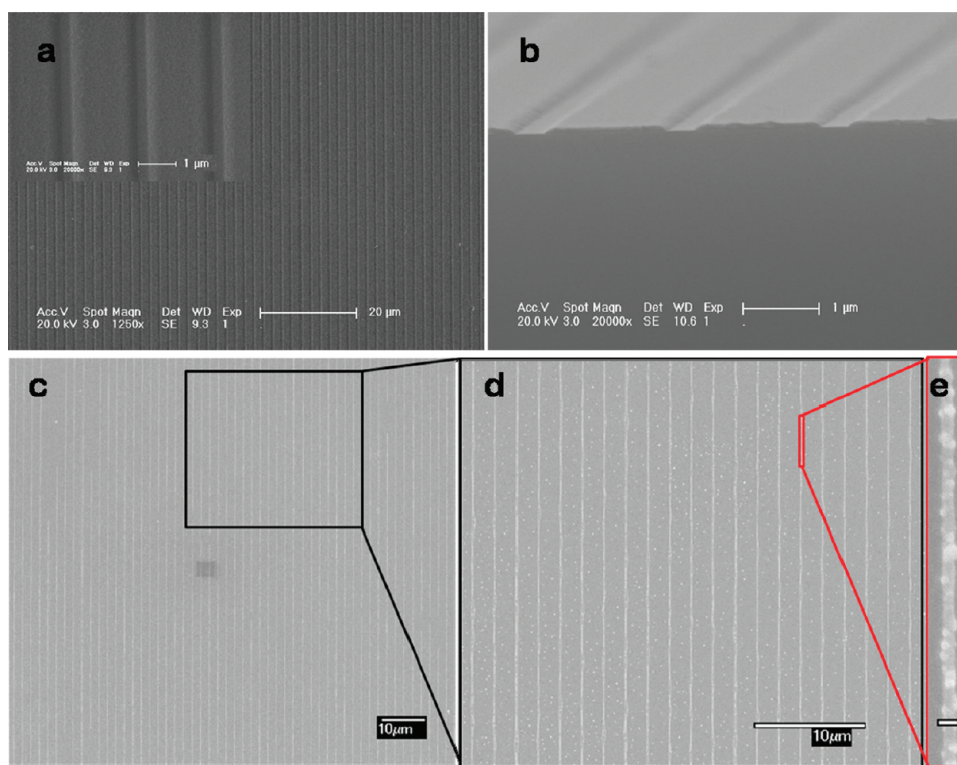 a
Acc.V Spot Magn Det WD Exp
20.0 kV 3.0 20000x SE 9.3 1
1 µm
Acc.V Spot Magn Det WD Exp
20.0 kV 3.0 1250x SE 9.3 1
20 µm
b
Acc.V Spot Magn Det WD Exp
20.0 kV 3.0 20000x SE 10.6 1
1 µm
c
10µm
d
10µm
e